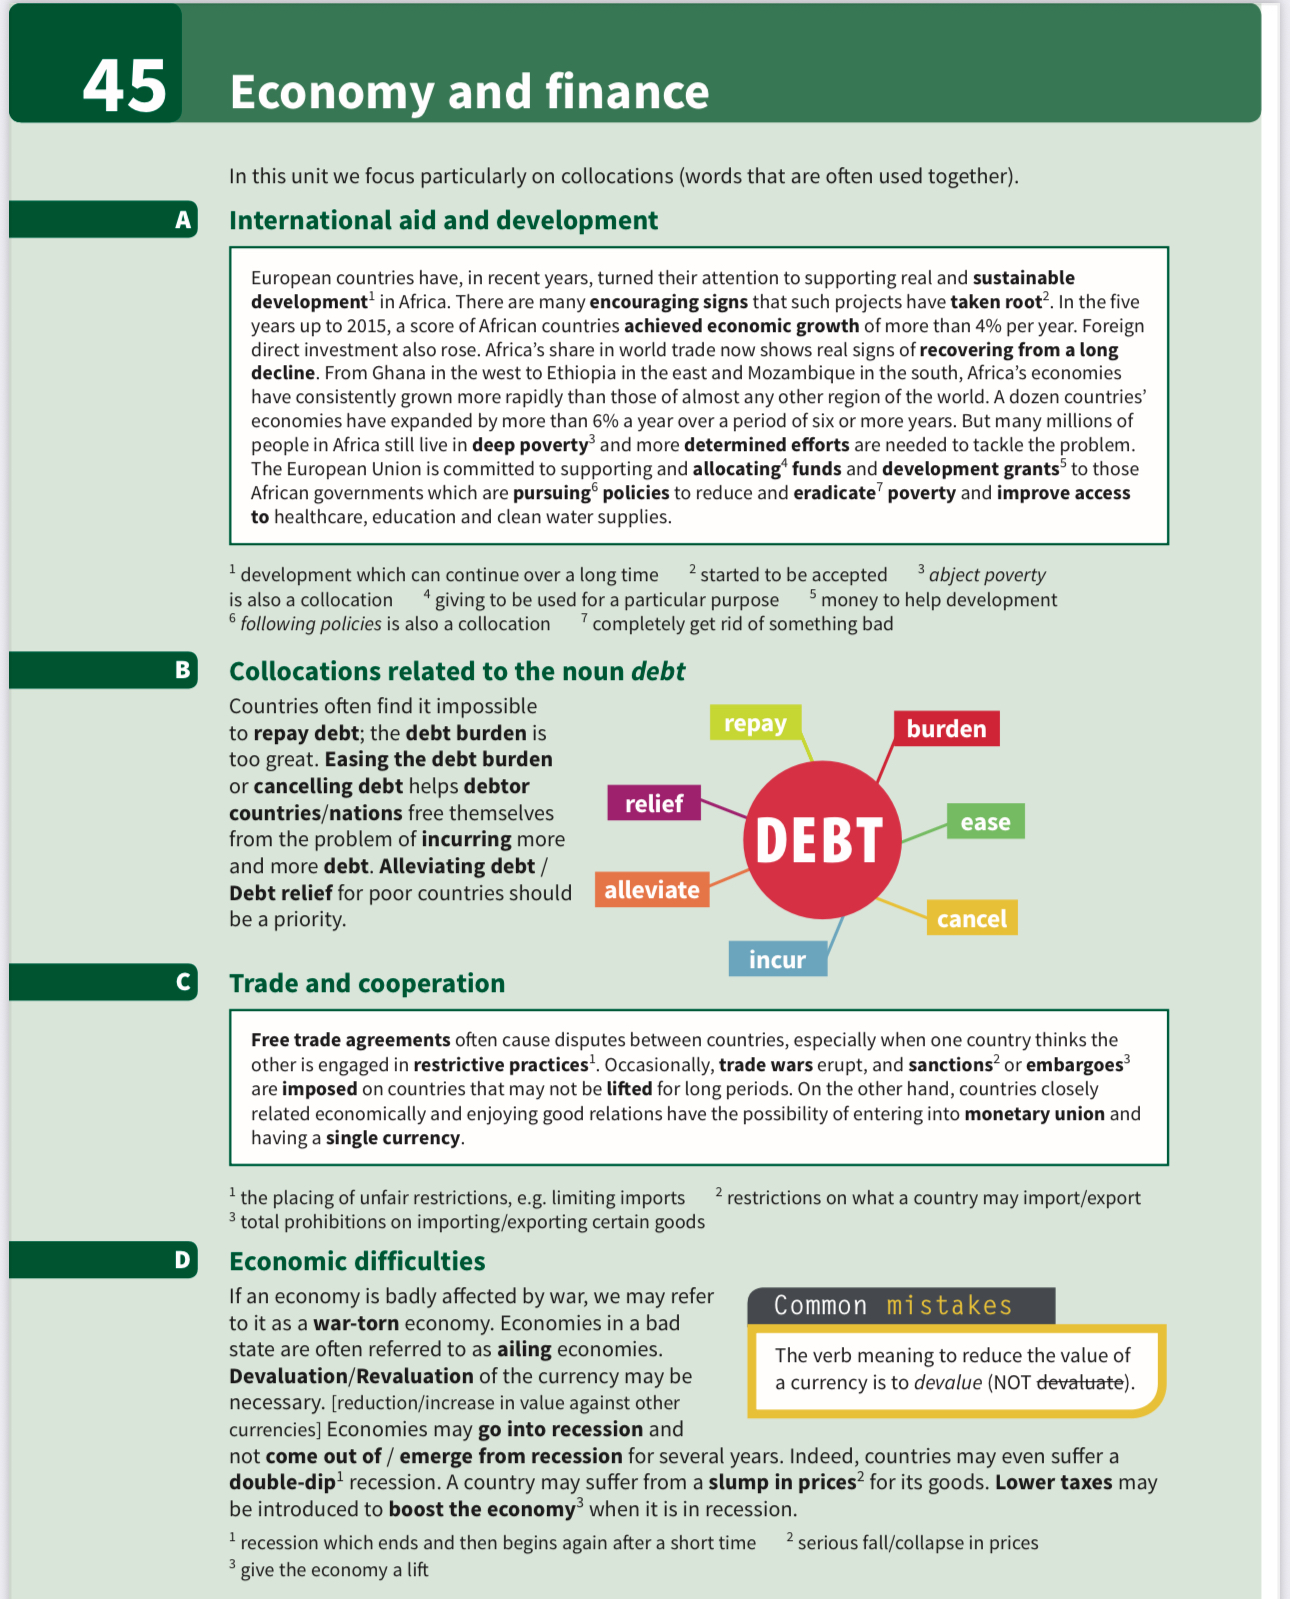 45
Economy and finance
In this unit we focus particularly on collocations (words that are often used together).
A
International aid and development
European countries have, in recent years, turned their attention to supporting real and sustainable
development¹ in Africa. There are many encouraging signs that such projects have taken root². In the five
years up to 2015, a score of African countries achieved economic growth of more than 4% per year. Foreign
direct investment also rose. Africa's share in world trade now shows real signs of recovering from a long
decline. From Ghana in the west to Ethiopia in the east and Mozambique in the south, Africa's economies
have consistently grown more rapidly than those of almost any other region of the world. A dozen countries'
economies have expanded by more than 6% a year over a period of six or more years. But many millions of
people in Africa still live in deep poverty³ and more determined efforts are needed to tackle the problem.
The European Union is committed to supporting and allocating⁴ funds and development grants⁵ to those
African governments which are pursuing⁶ policies to reduce and eradicate⁷ poverty and improve access
to healthcare, education and clean water supplies.
¹ development which can continue over a long time ² started to be accepted ³ abject poverty
is also a collocation ⁴ giving to be used for a particular purpose ⁵ money to help development
⁶ following policies is also a collocation ⁷ completely get rid of something bad
B
Collocations related to the noun debt
Countries often find it impossible
to repay debt; the debt burden is
too great. Easing the debt burden
or cancelling debt helps debtor
countries/nations free themselves
from the problem of incurring more
and more debt. Alleviating debt /
Debt relief for poor countries should
be a priority.
repay
burden
relief
ease
DEBT
alleviate
cancel
incur
C
Trade and cooperation
Free trade agreements often cause disputes between countries, especially when one country thinks the
other is engaged in restrictive practices¹. Occasionally, trade wars erupt, and sanctions² or embargoes³
are imposed on countries that may not be lifted for long periods. On the other hand, countries closely
related economically and enjoying good relations have the possibility of entering into monetary union and
having a single currency.
¹ the placing of unfair restrictions, e.g. limiting imports ² restrictions on what a country may import/export
³ total prohibitions on importing/exporting certain goods
D
Economic difficulties
If an economy is badly affected by war, we may refer
to it as a war-torn economy. Economies in a bad
state are often referred to as ailing economies.
Devaluation/Revaluation of the currency may be
necessary. [reduction/increase in value against other
currencies] Economies may go into recession and
not come out of / emerge from recession for several years. Indeed, countries may even suffer a
double-dip¹ recession. A country may suffer from a slump in prices² for its goods. Lower taxes may
be introduced to boost the economy³ when it is in recession.
Common mistakes
The verb meaning to reduce the value of
a currency is to devalue (NOT devaluate).
¹ recession which ends and then begins again after a short time ² serious fall/collapse in prices
³ give the economy a lift